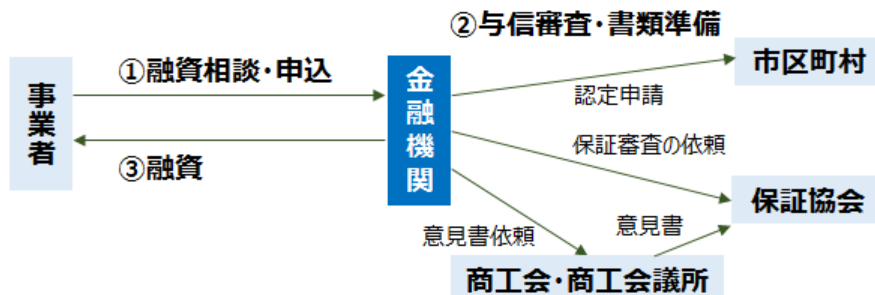 ②与信審査・書類準備
市区町村
①融資相談・申込
金融機関
事業者
認定申請
保証審査の依頼
③融資
保証協会
意見書依頼
意見書
商工会・商工会議所